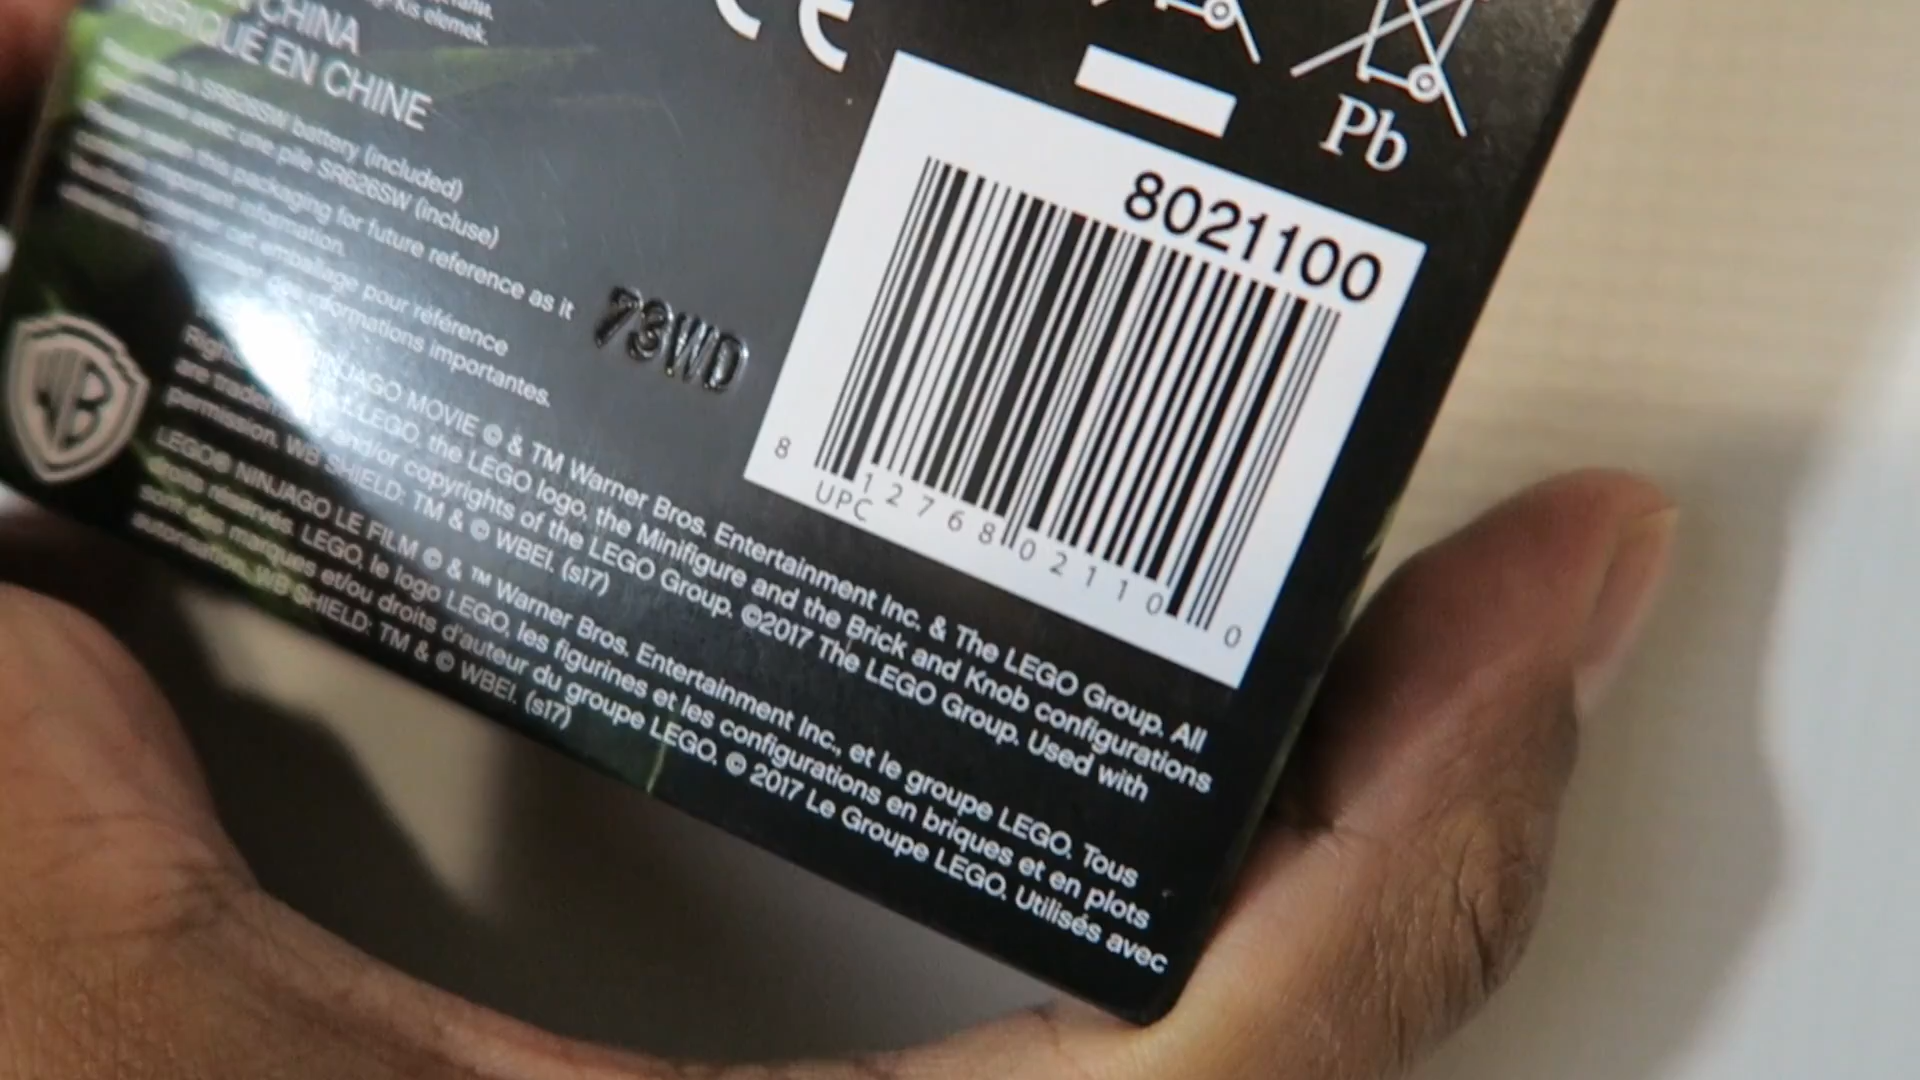 Kis elemek.
CHINA
FABRIQUÉ EN CHINE
1x SR626SW battery (included)
avec une pile SR626SW (incluse)
this packaging for future reference as it
important information.
cet emballage pour référence
informations importantes.
73WD
Pb
8021100
8 12768 02110 0
UPC
WB
NINJAGO MOVIE © & TM Warner Bros. Entertainment Inc. & The LEGO Group. All
LEGO, the LEGO logo, the Minifigure and the Brick and Knob configurations
are and/or copyrights of the LEGO Group. ©2017 The LEGO Group. Used with
permission. WB SHIELD: TM & © WBEI. (s17)
LEGO® NINJAGO LE FILM © & ™ Warner Bros. Entertainment Inc., et le groupe LEGO. Tous
droits réservés. LEGO, le logo LEGO, les figurines et les configurations en briques et en plots
sont des marques et/ou droits d'auteur du groupe LEGO. © 2017 Le Groupe LEGO. Utilisés avec
autorisation. WB SHIELD: TM & © WBEI. (s17)